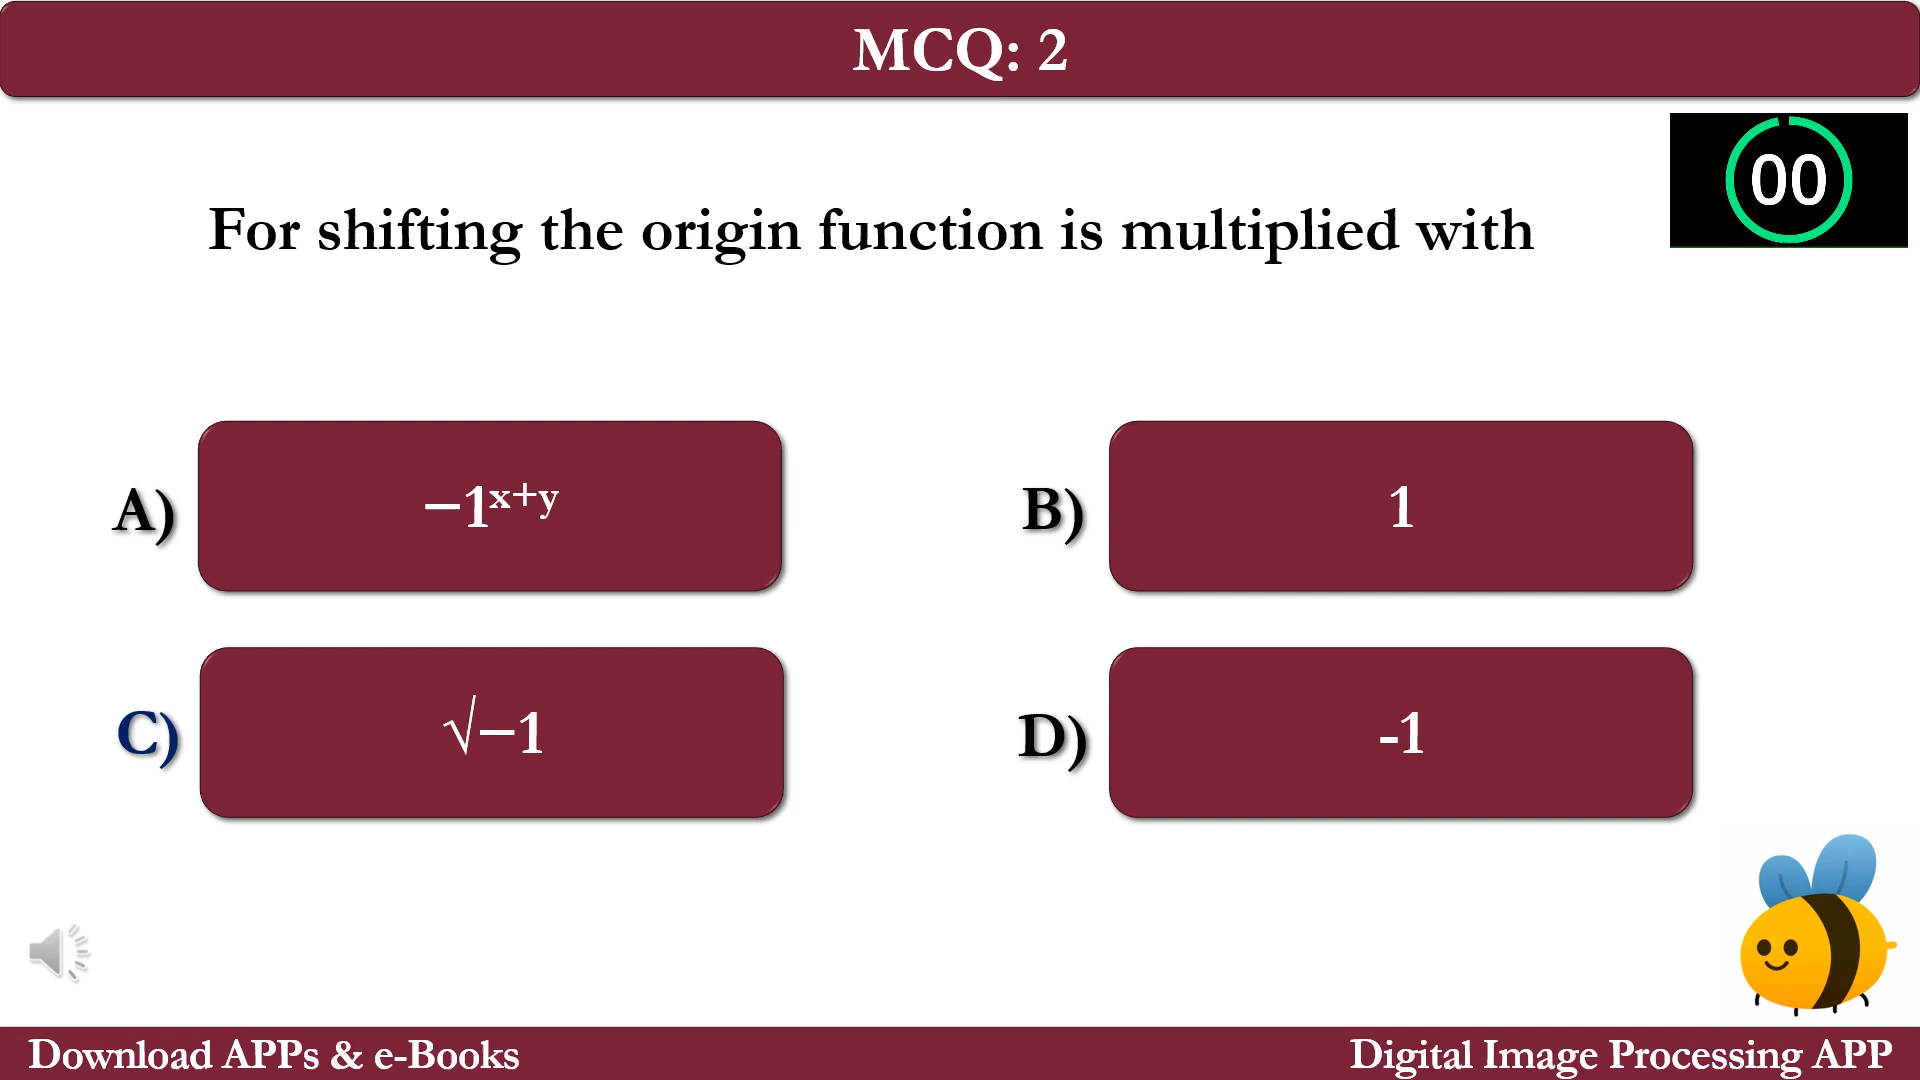 MCQ: 2
00
For shifting the origin function is multiplied with
A) −1ˣ⁺ʸ
B) 1
C) √−1
D) -1
Download APPs & e-Books
Digital Image Processing APP